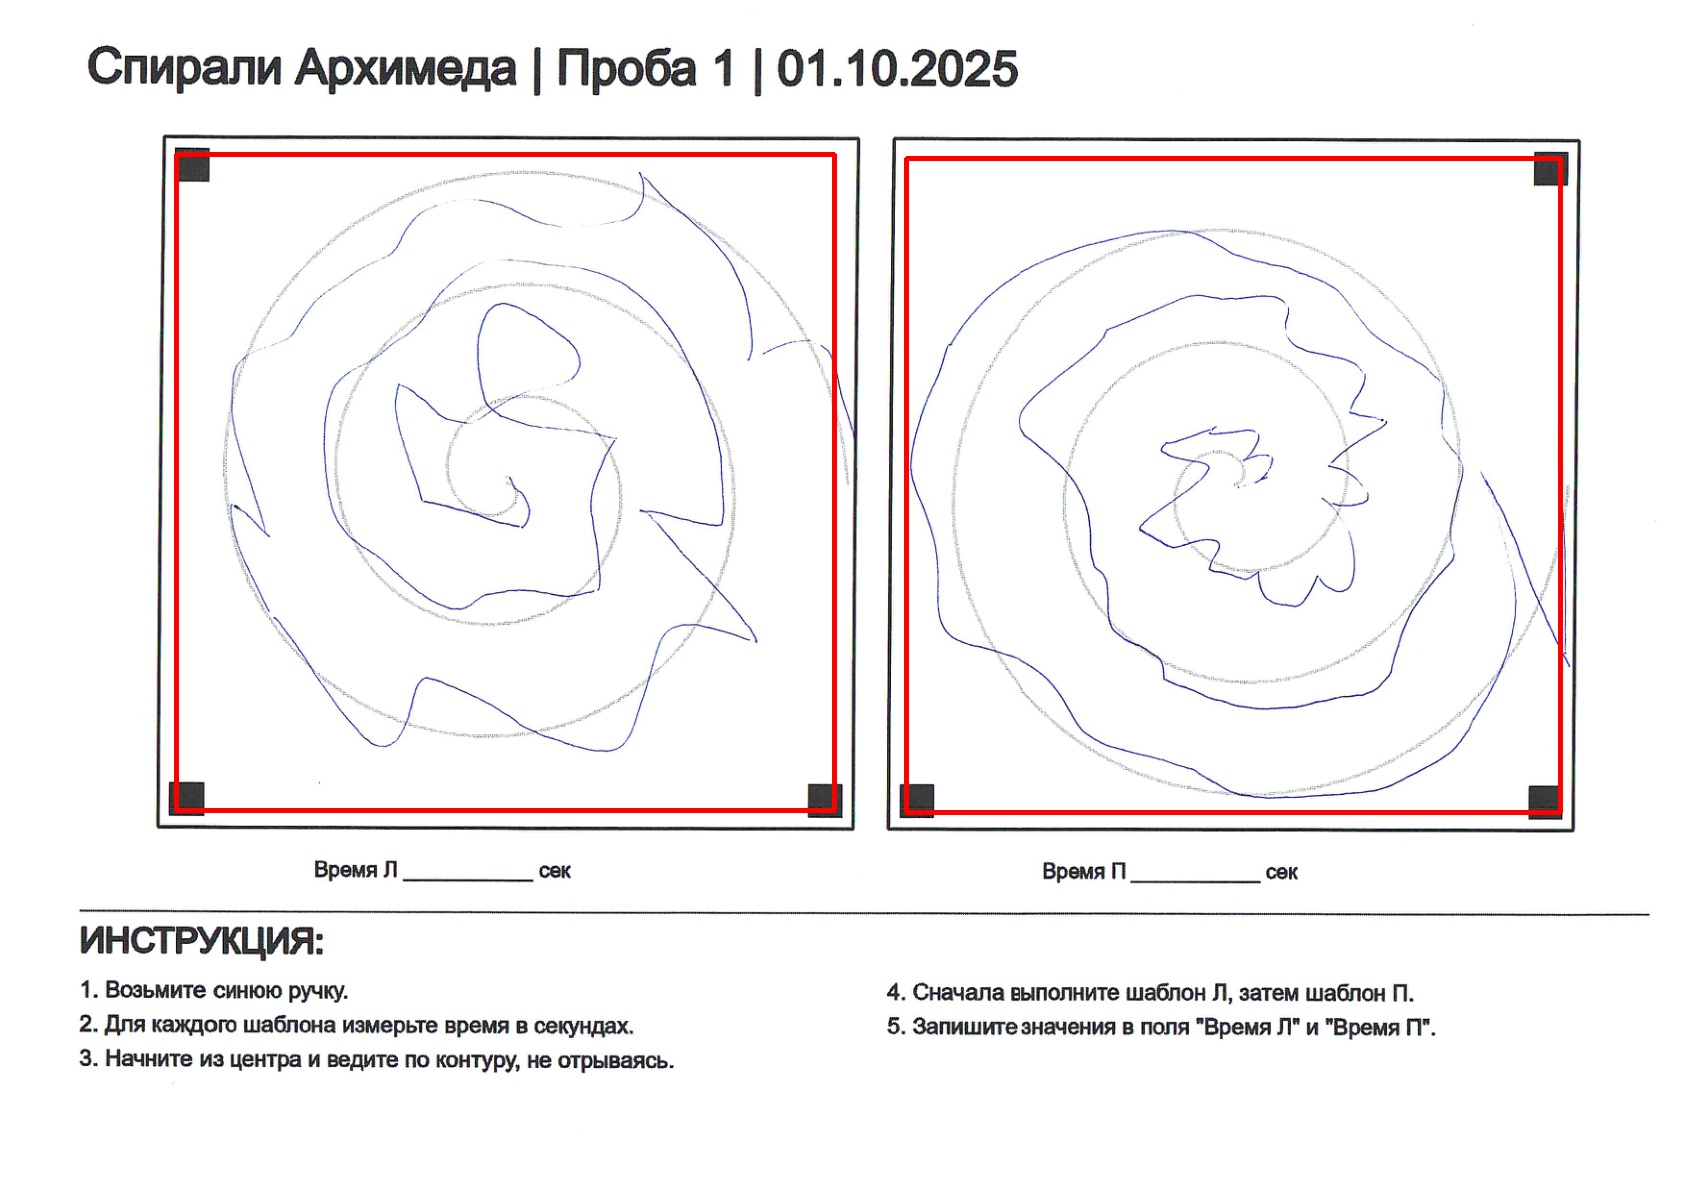 Спирали Архимеда | Проба 1 | 01.10.2025
Время Л ___________ сек
Время П ___________ сек
ИНСТРУКЦИЯ:
1. Возьмите синюю ручку.
2. Для каждого шаблона измерьте время в секундах.
3. Начните из центра и ведите по контуру, не отрываясь.
4. Сначала выполните шаблон Л, затем шаблон П.
5. Запишите значения в поля "Время Л" и "Время П".